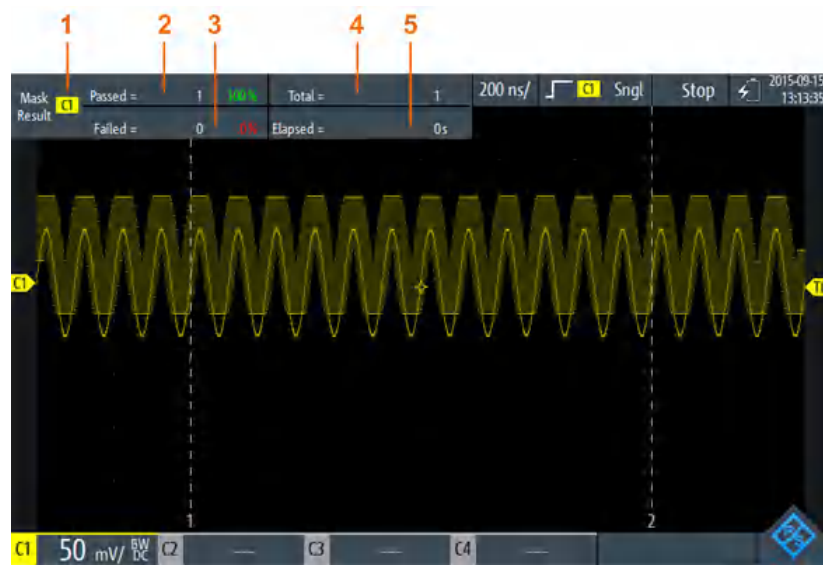 1 2 3 4 5
Mask Result C1 Passed = 1 100% Total = 1 200 ns/ C1 Sngl Stop 2015-09-15 13:13:39
Failed = 0 0% Elapsed = 0s
C1 TI
1 2
C1 50 mV/ BW DC C2 — C3 — C4 —